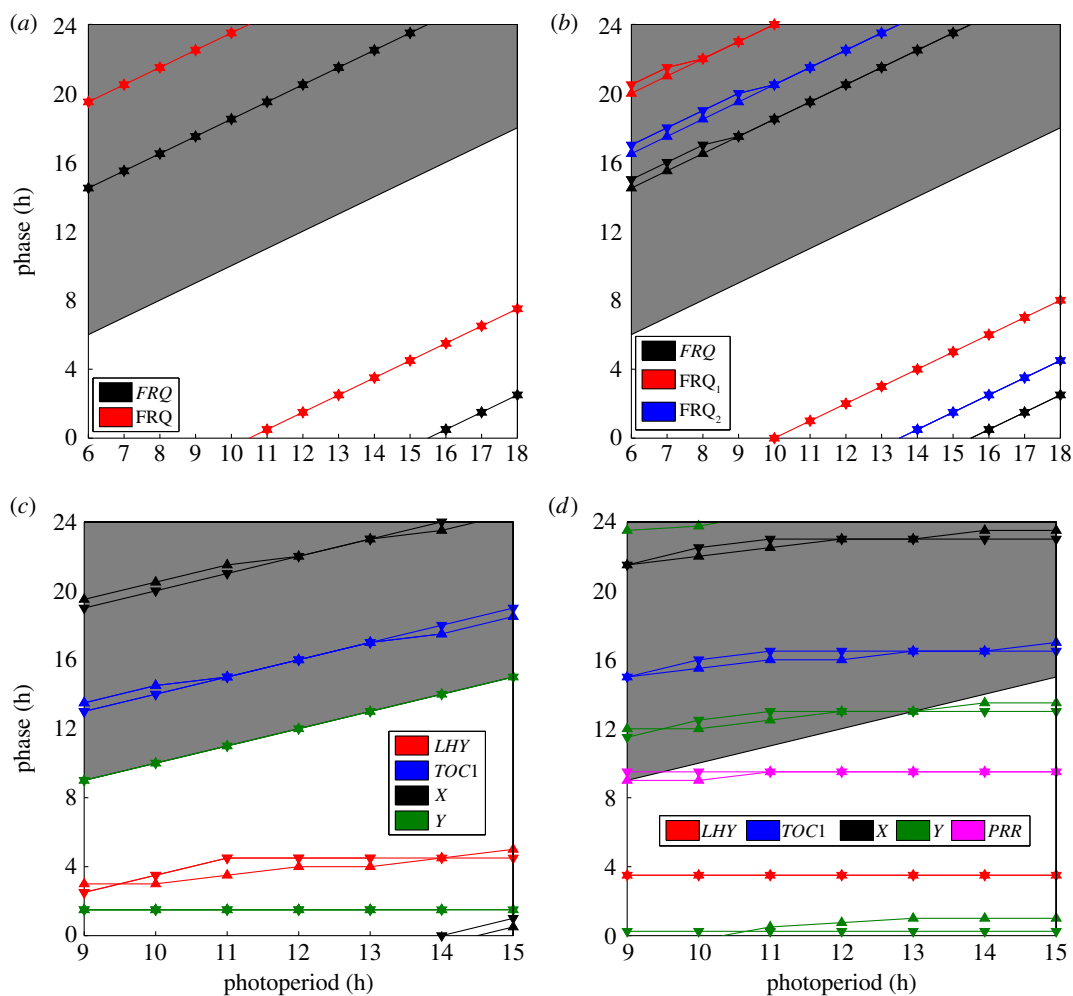 (a)
(b)
24
20
16
12
8
4
0
phase (h)
FRQ
FRQ
6 7 8 9 10 11 12 13 14 15 16 17 18
24
20
16
12
8
4
0
FRQ
FRQ1
FRQ2
6 7 8 9 10 11 12 13 14 15 16 17 18
(c)
(d)
24
20
16
12
8
4
0
phase (h)
LHY
TOC1
X
Y
9 10 11 12 13 14 15
photoperiod (h)
24
20
16
12
8
4
0
LHY TOC1 X Y PRR
9 10 11 12 13 14 15
photoperiod (h)